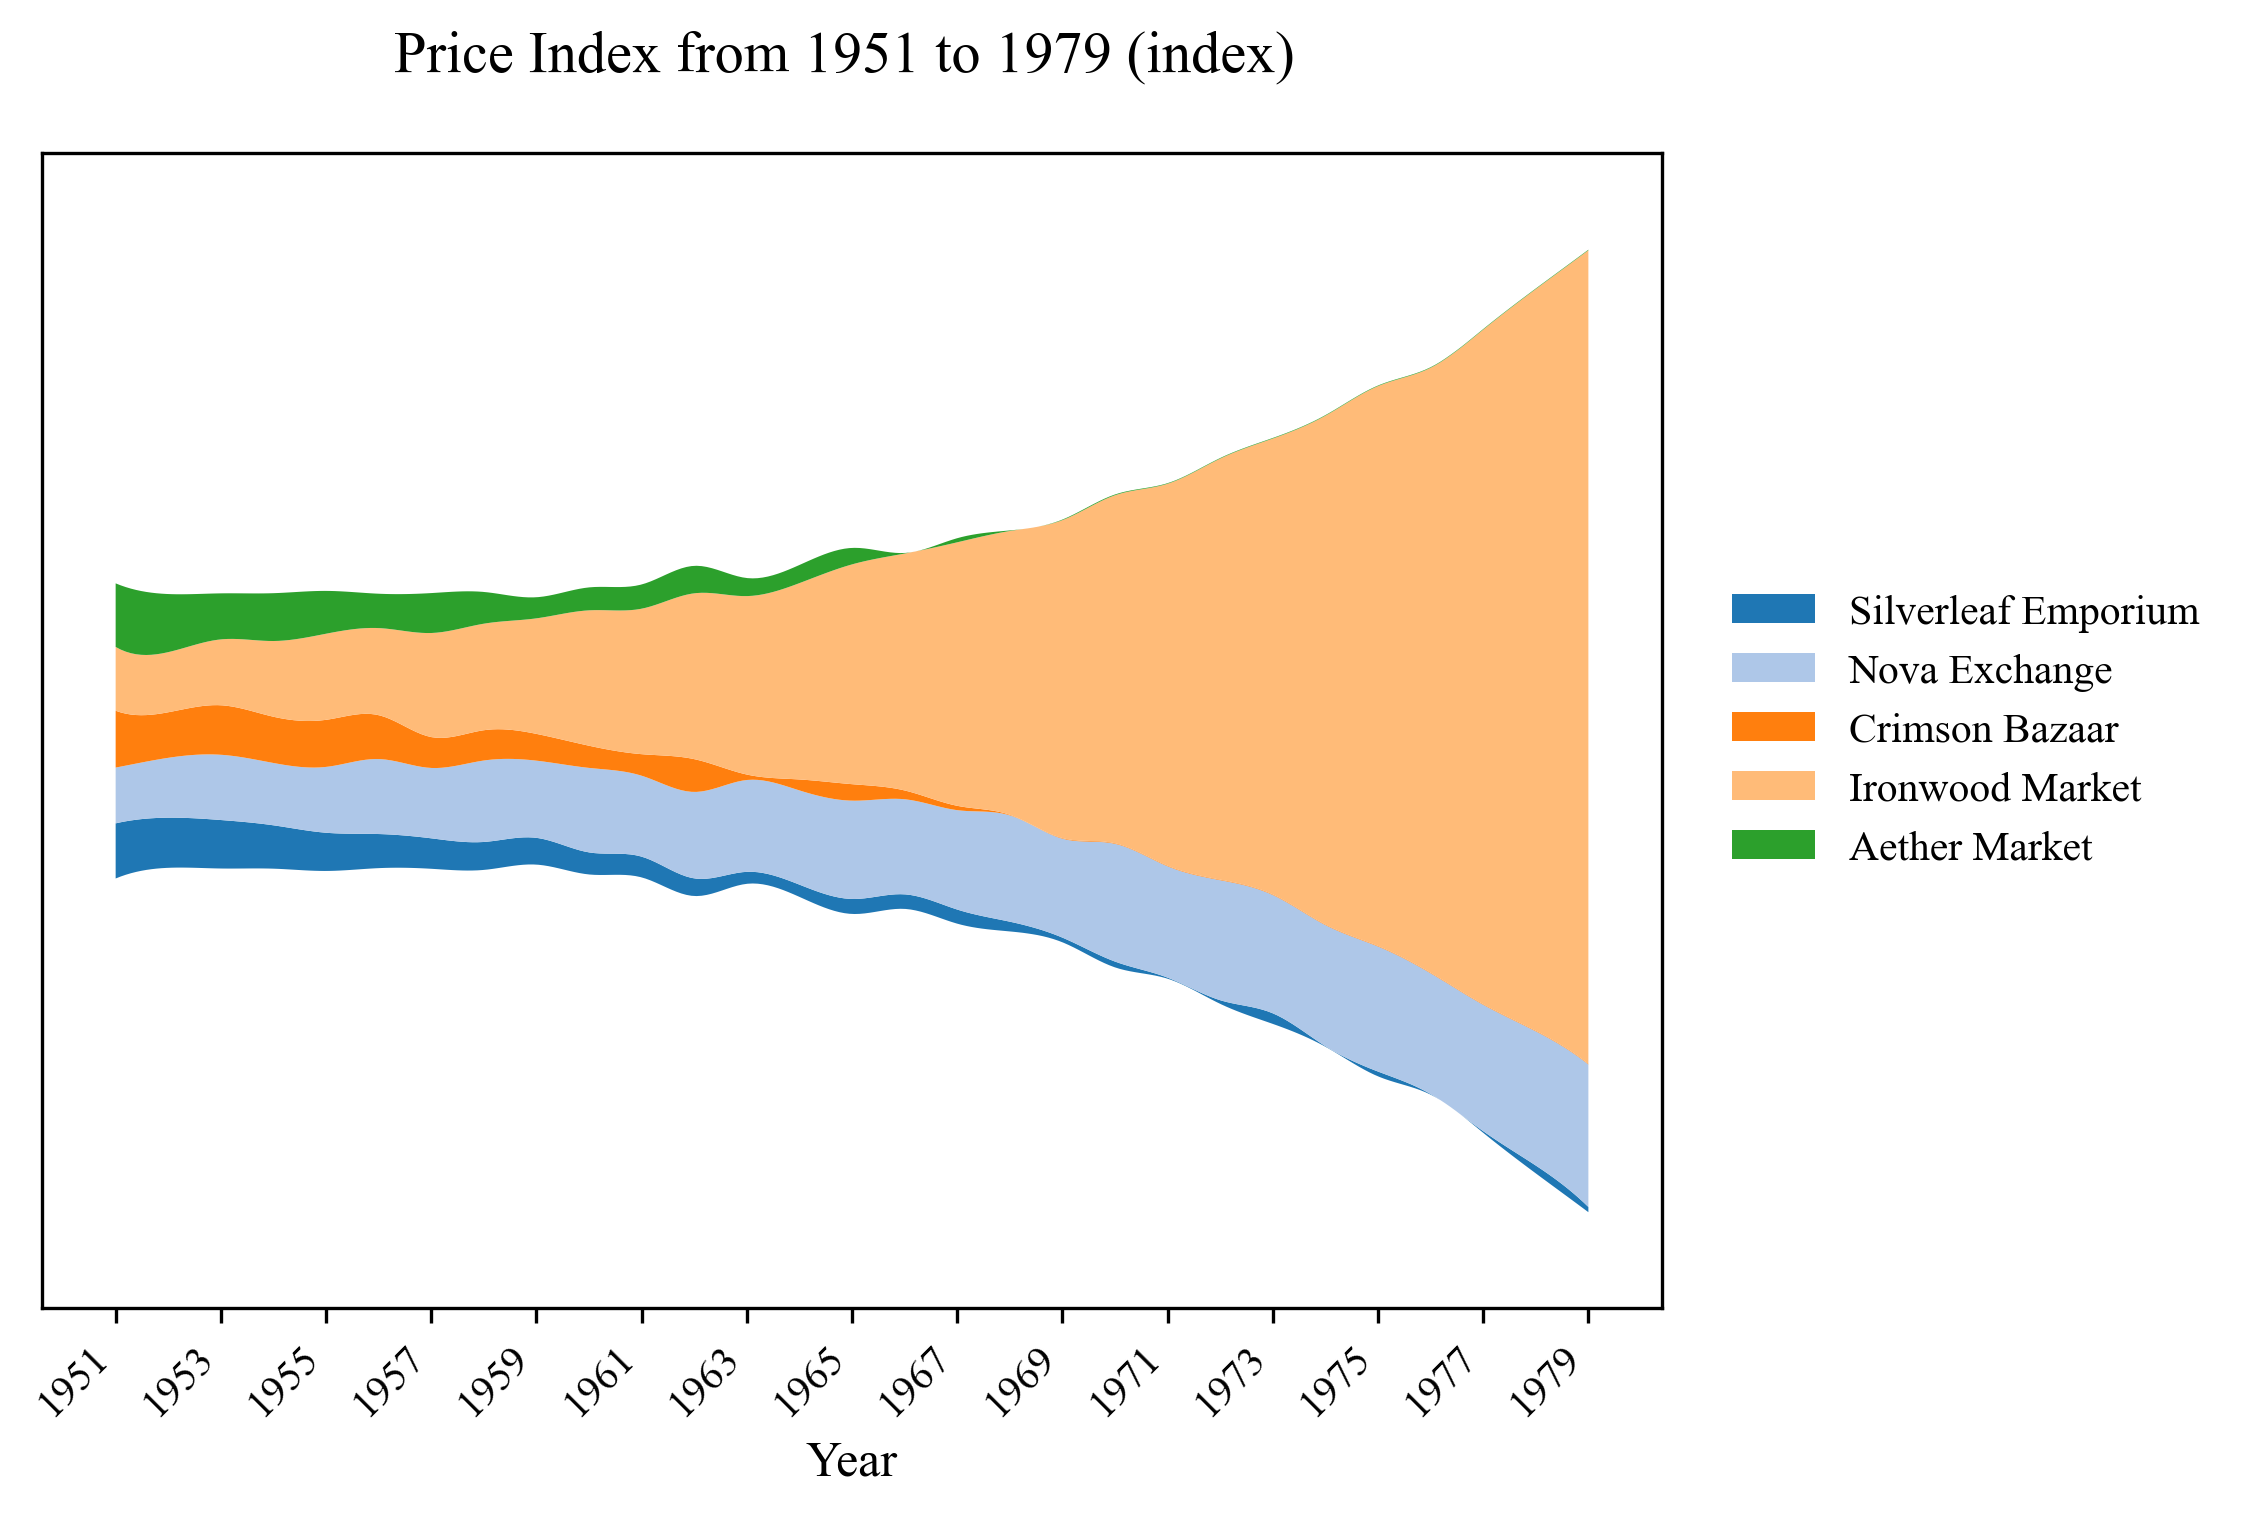 Price Index from 1951 to 1979 (index)
Silverleaf Emporium
Nova Exchange
Crimson Bazaar
Ironwood Market
Aether Market
1951 1953 1955 1957 1959 1961 1963 1965 1967 1969 1971 1973 1975 1977 1979
Year